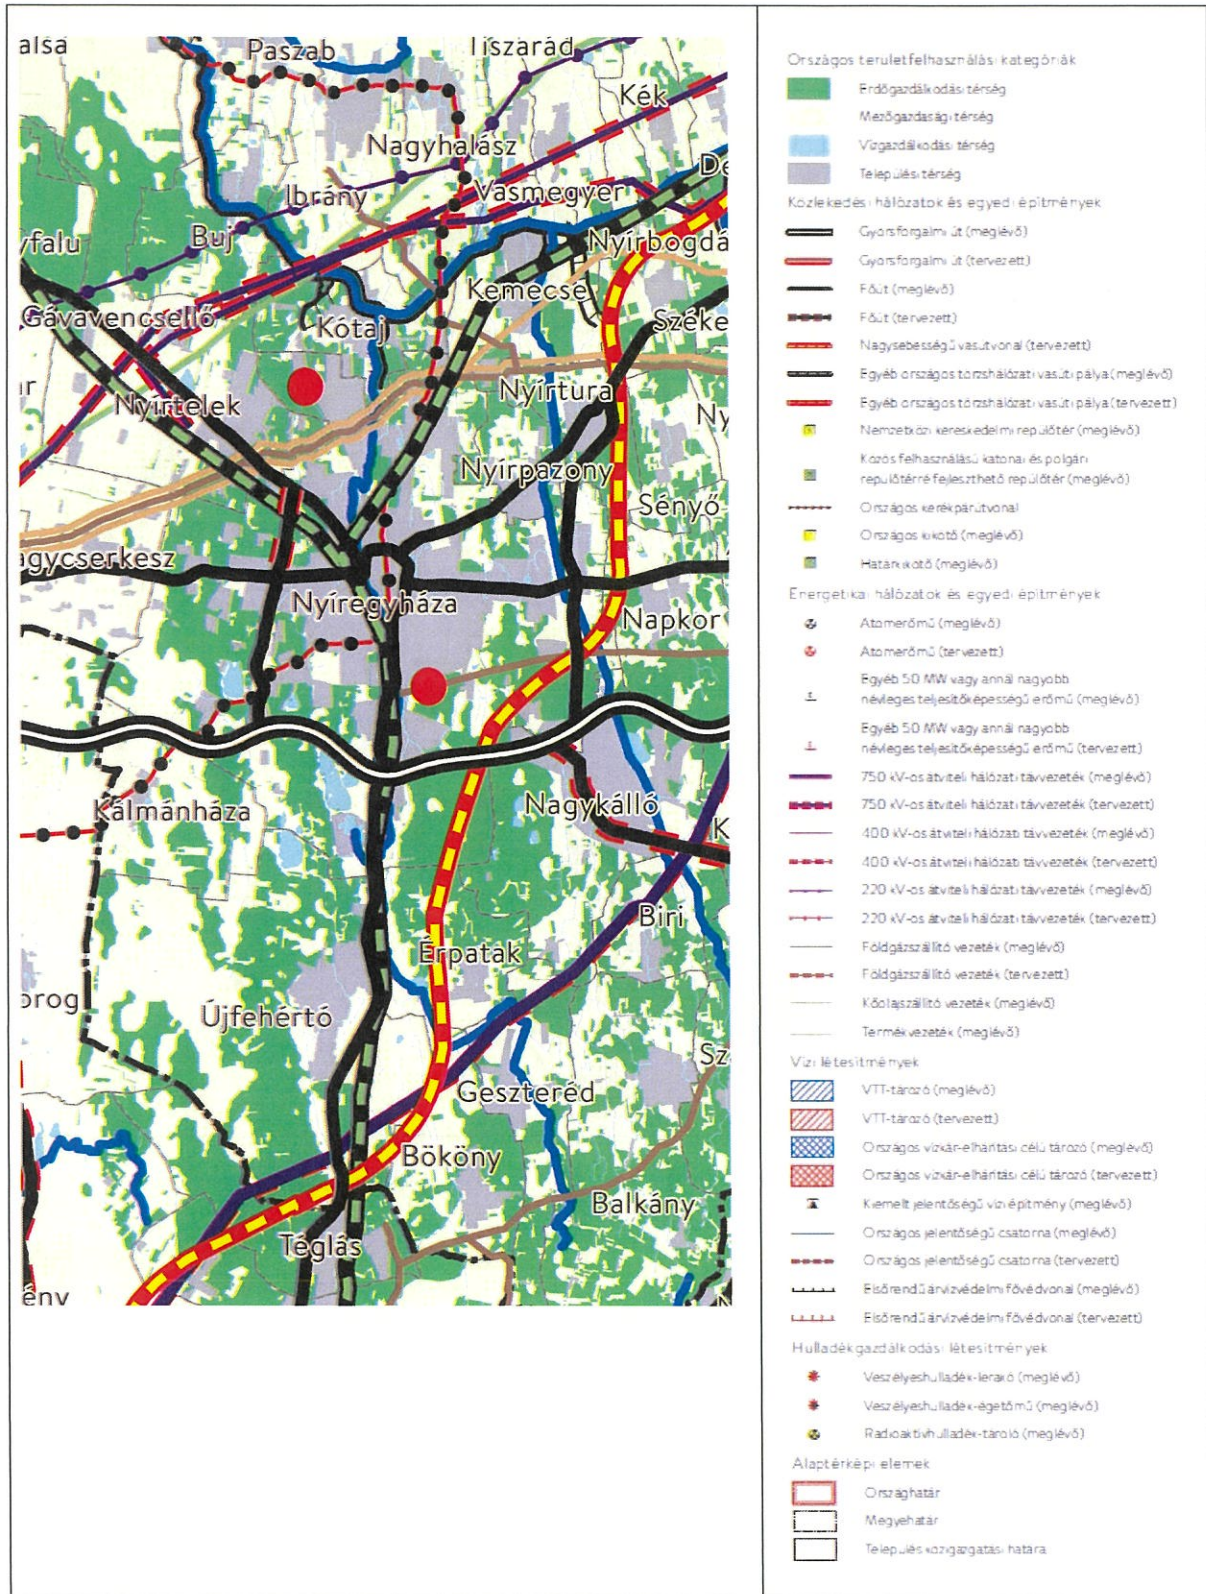 alsa
Paszab
Tiszarád
Kék
Nagyhalász
De
Ibrány
Vasmegyer
Buj
yfalu
Nyírbogdá
Kemecse
Gávavencsellő
Kótaj
Széke
ar
Nyírtura
Nyírtelek
Ny
Nyírpazony
Sényő
agycserkesz
Nyíregyháza
Napkor
Nagykálló
Kálmánháza
K
Biri
Érpatak
orog
Újfehértó
Sz
Geszteréd
Bököny
Balkány
Téglás
ény
Országos területfelhasználási kategóriák
Erdőgazdálkodási térség
Mezőgazdasági térség
Vízgazdálkodási térség
Települési térség
Közlekedési hálózatok és egyedi építmények
Gyorsforgalmi út (meglévő)
Gyorsforgalmi út (tervezett)
Főút (meglévő)
Főút (tervezett)
Nagysebességű vasútvonal (tervezett)
Egyéb országos törzshálózati vasúti pálya (meglévő)
Egyéb országos törzshálózati vasúti pálya (tervezett)
Nemzetközi kereskedelmi repülőtér (meglévő)
Közös felhasználású katonai és polgári
repülőtérré fejleszthető repülőtér (meglévő)
Országos kerékpárútvonal
Országos kikötő (meglévő)
Határkikötő (meglévő)
Energetikai hálózatok és egyedi építmények
Atomerőmű (meglévő)
Atomerőmű (tervezett)
Egyéb 50 MW vagy annál nagyobb
névleges teljesítőképességű erőmű (meglévő)
Egyéb 50 MW vagy annál nagyobb
névleges teljesítőképességű erőmű (tervezett)
750 kV-os átviteli hálózati távvezeték (meglévő)
750 kV-os átviteli hálózati távvezeték (tervezett)
400 kV-os átviteli hálózati távvezeték (meglévő)
400 kV-os átviteli hálózati távvezeték (tervezett)
220 kV-os átviteli hálózati távvezeték (meglévő)
220 kV-os átviteli hálózati távvezeték (tervezett)
Földgázszállító vezeték (meglévő)
Földgázszállító vezeték (tervezett)
Kőolajszállító vezeték (meglévő)
Termékvezeték (meglévő)
Vízi létesítmények
VTT-tározó (meglévő)
VTT-tározó (tervezett)
Országos vízkár-elhárítási célú tározó (meglévő)
Országos vízkár-elhárítási célú tározó (tervezett)
Kiemelt jelentőségű vízi építmény (meglévő)
Országos jelentőségű csatorna (meglévő)
Országos jelentőségű csatorna (tervezett)
Elsőrendű árvízvédelmi fővédvonal (meglévő)
Elsőrendű árvízvédelmi fővédvonal (tervezett)
Hulladékgazdálkodási létesítmények
Veszélyeshulladék-lerakó (meglévő)
Veszélyeshulladék-égetőmű (meglévő)
Radioaktívhulladék-tároló (meglévő)
Alaptérképi elemek
Országhatár
Megyehatár
Település közigazgatási határa